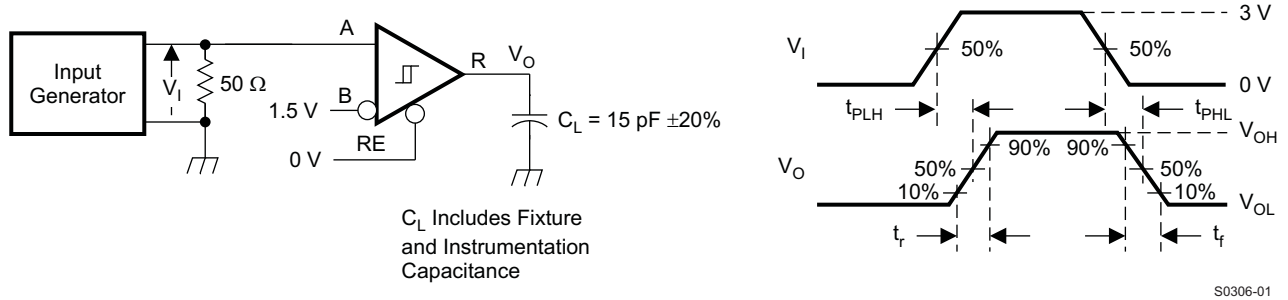 Input
Generator
V_I
50 Ω
A
1.5 V
B
0 V
RE
R
V_O
C_L = 15 pF ±20%
C_L Includes Fixture
and Instrumentation
Capacitance
V_I
50%
50%
3 V
0 V
t_PLH
t_PHL
V_O
50%
10%
90%
90%
50%
10%
V_OH
V_OL
t_r
t_f
S0306-01